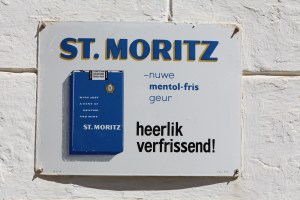 ST. MORITZ
–nuwe
mentol·fris
geur
ST. MORITZ
heerlik
verfrissend!